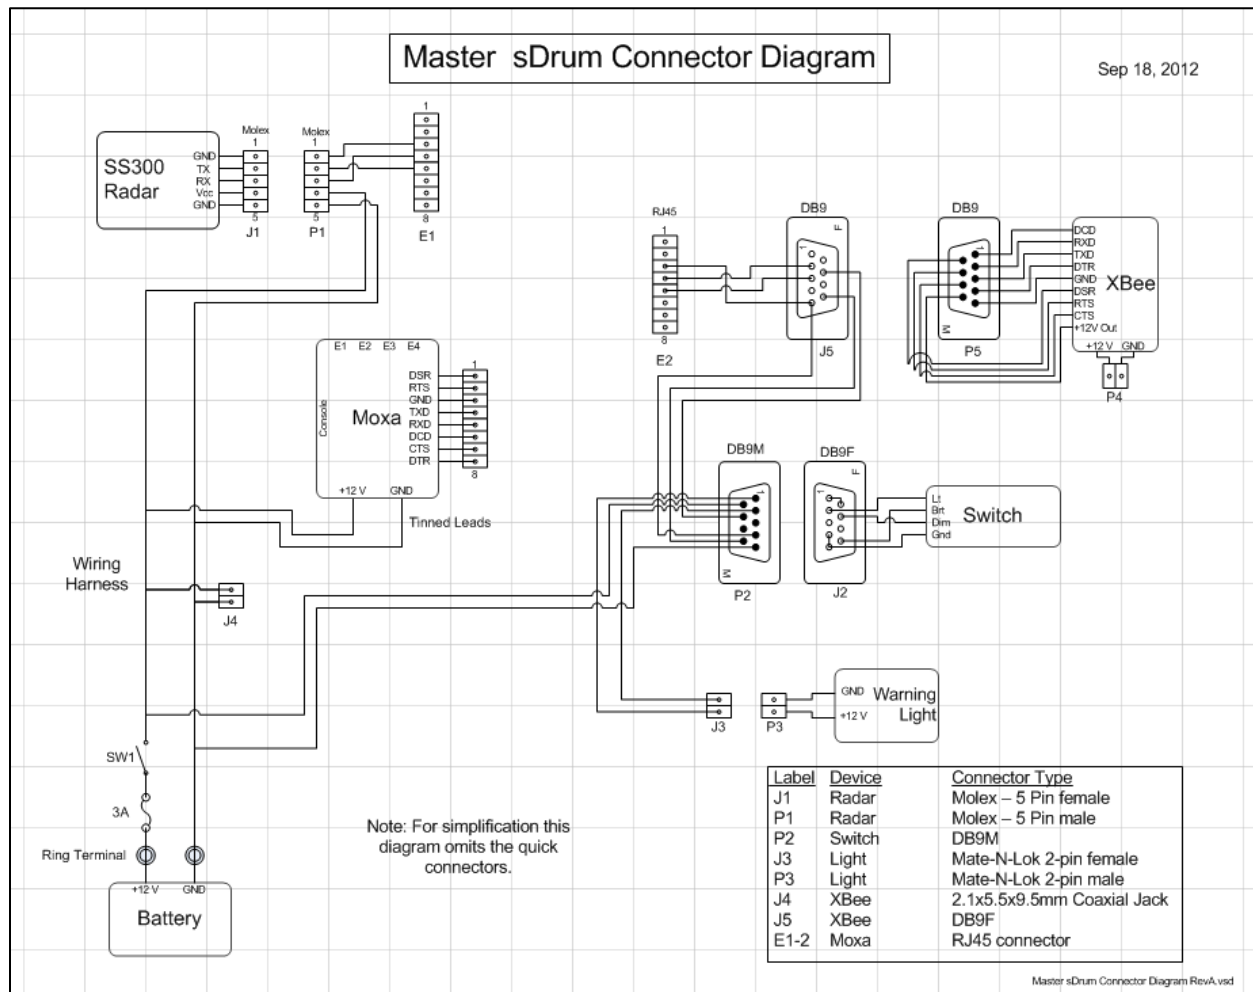 Master sDrum Connector Diagram
Sep 18, 2012
SS300
Radar
GND
TX
RX
Vcc
GND
Molex
1
5
J1
Molex
1
5
P1
1
8
E1
RJ45
1
8
E2
DB9
F
J5
DB9
M
P5
DCD
RXD
TXD
DTR
GND
DSR
RTS
CTS
+12V Out
XBee
+12 V GND
P4
E1 E2 E3 E4
Console
Moxa
DSR
RTS
GND
TXD
RXD
DCD
CTS
DTR
+12 V GND
1
8
Tinned Leads
DB9M
1
M
P2
DB9F
F
1
J2
Lt
Brt
Dim
Gnd
Switch
Wiring
Harness
J4
J3
P3
GND
+12 V
Warning
Light
SW1
3A
Ring Terminal
+12 V GND
Battery
Note: For simplification this
diagram omits the quick
connectors.
Label Device Connector Type
J1 Radar Molex – 5 Pin female
P1 Radar Molex – 5 Pin male
P2 Switch DB9M
J3 Light Mate-N-Lok 2-pin female
P3 Light Mate-N-Lok 2-pin male
J4 XBee 2.1x5.5x9.5mm Coaxial Jack
J5 XBee DB9F
E1-2 Moxa RJ45 connector
Master sDrum Connector Diagram RevA.vsd